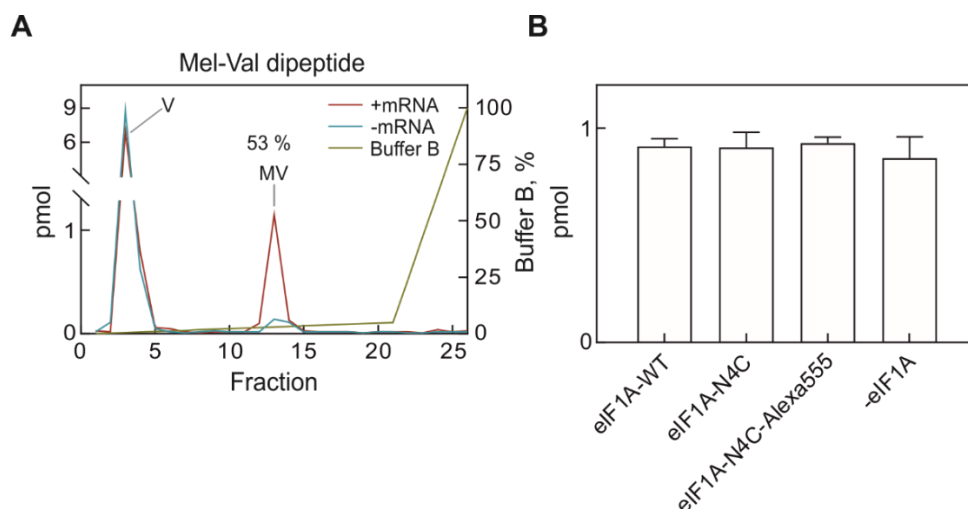 A
Mel-Val dipeptide
9
6
1
0
pmol
V
53 %
MV
+mRNA
-mRNA
Buffer B
100
75
50
25
0
Buffer B, %
0 5 10 15 20 25
Fraction
B
1
0
pmol
eIF1A-WT
eIF1A-N4C
eIF1A-N4C-Alexa555
-eIF1A